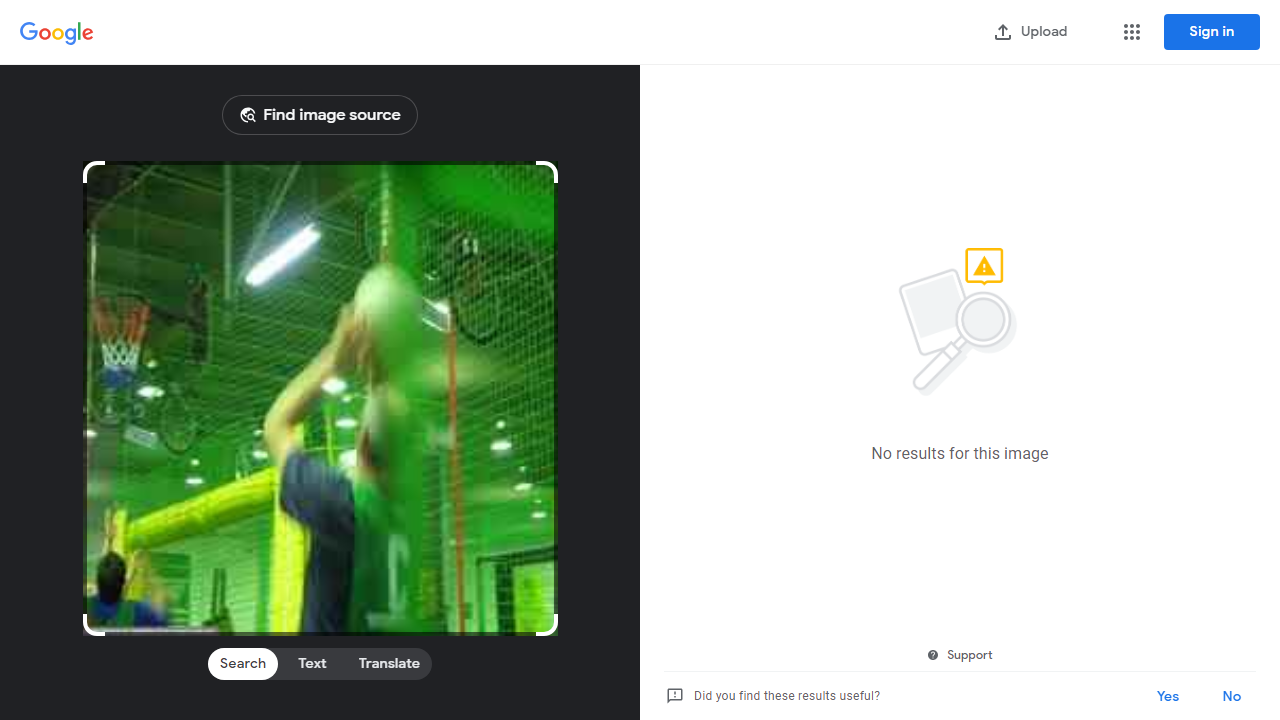 Google
Upload
Sign in
Find image source
No results for this image
Search
Text
Translate
Support
Did you find these results useful?
Yes
No